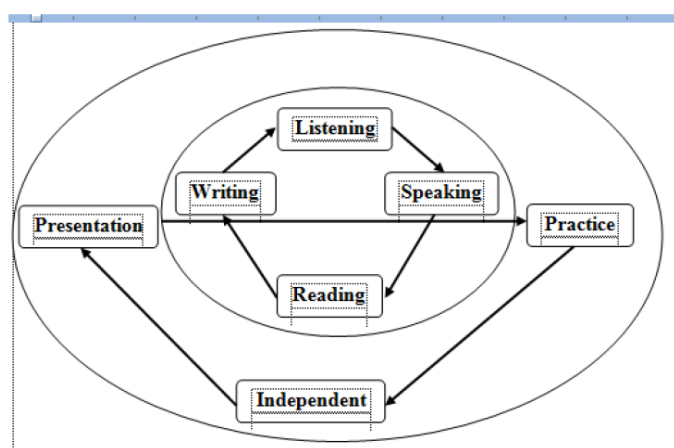 Listening
Writing
Speaking
Presentation
Practice
Reading
Independent